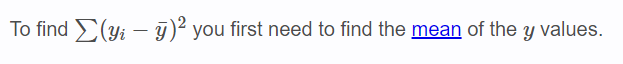 To find ∑(yᵢ − ȳ)² you first need to find the mean of the y values.